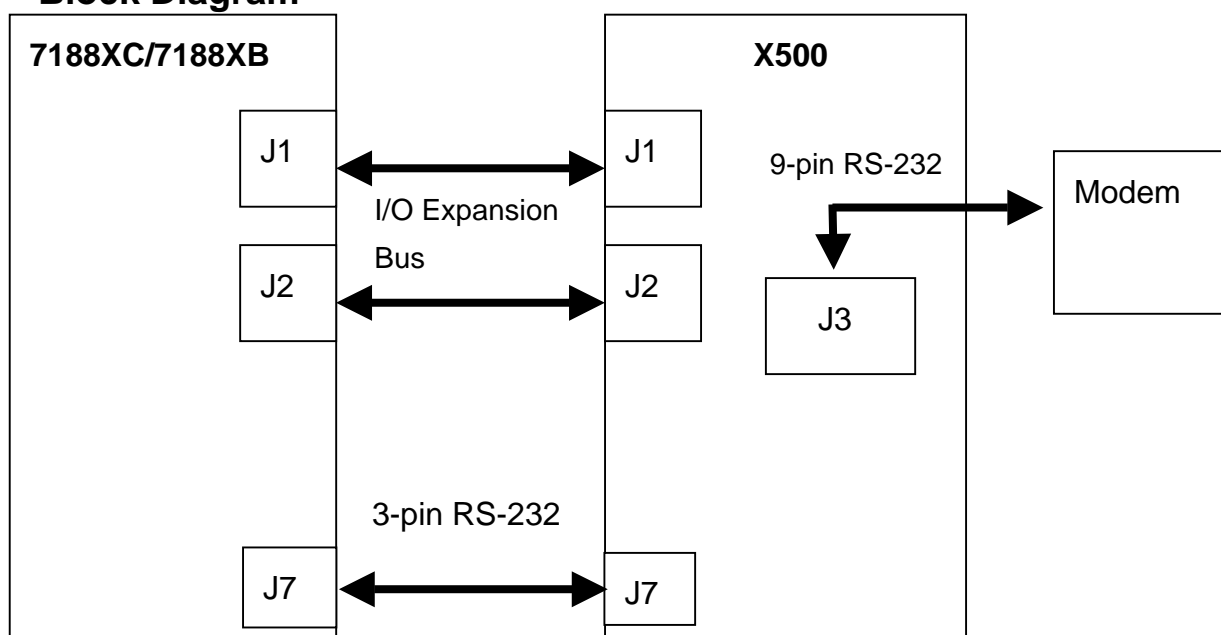 Block Diagram
7188XC/7188XB
X500
J1
J1
9-pin RS-232
Modem
I/O Expansion
Bus
J2
J2
J3
3-pin RS-232
J7
J7